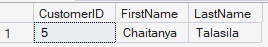 CustomerID FirstName LastName
1 5 Chaitanya Talasila